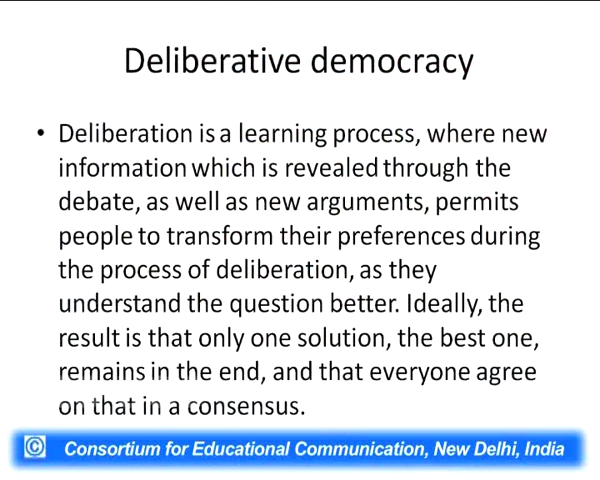 Deliberative democracy
• Deliberation is a learning process, where new
information which is revealed through the
debate, as well as new arguments, permits
people to transform their preferences during
the process of deliberation, as they
understand the question better. Ideally, the
result is that only one solution, the best one,
remains in the end, and that everyone agree
on that in a consensus.
© Consortium for Educational Communication, New Delhi, India